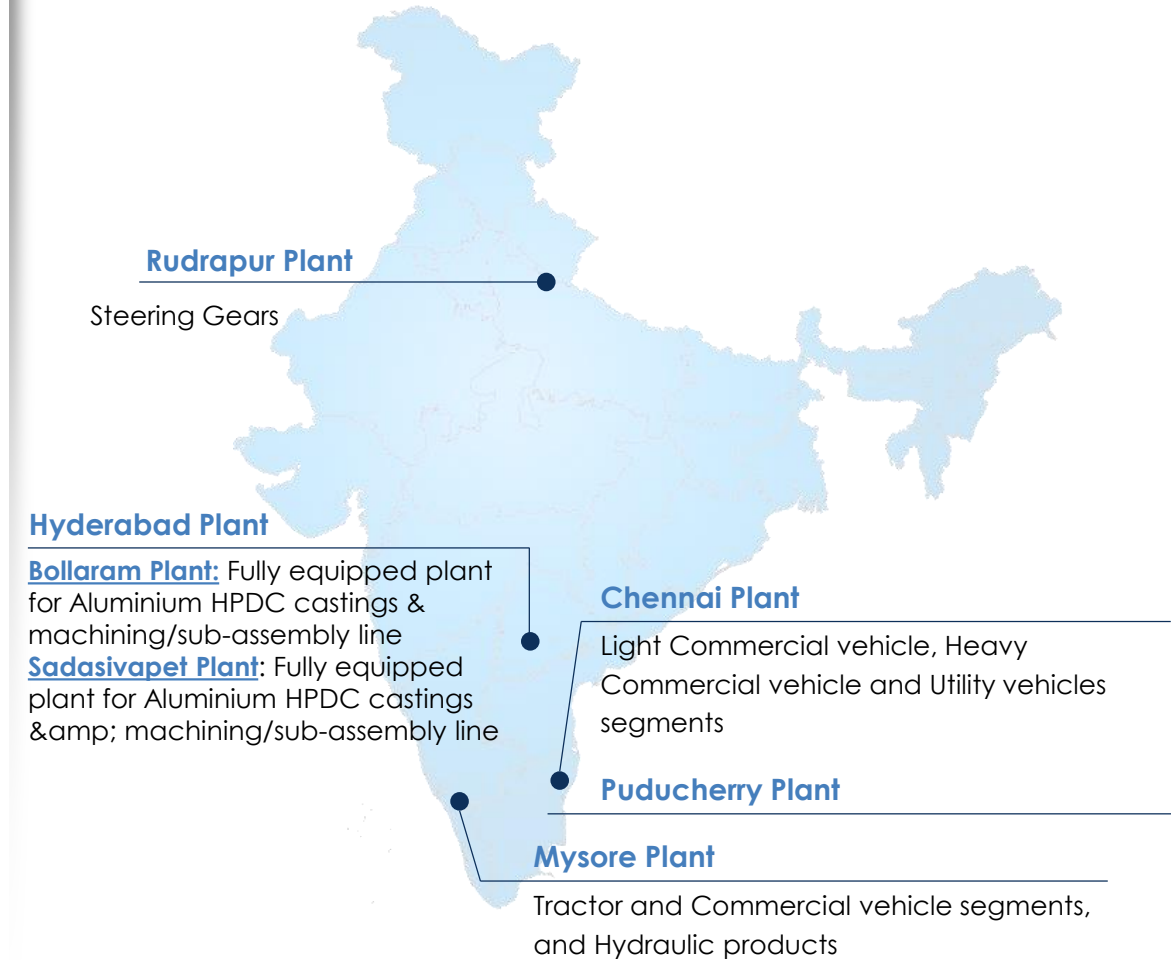 Rudrapur Plant
Steering Gears
Hyderabad Plant
Bollaram Plant: Fully equipped plant
for Aluminium HPDC castings &
machining/sub-assembly line
Sadasivapet Plant: Fully equipped
plant for Aluminium HPDC castings
&amp; machining/sub-assembly line
Chennai Plant
Light Commercial vehicle, Heavy
Commercial vehicle and Utility vehicles
segments
Puducherry Plant
Mysore Plant
Tractor and Commercial vehicle segments,
and Hydraulic products